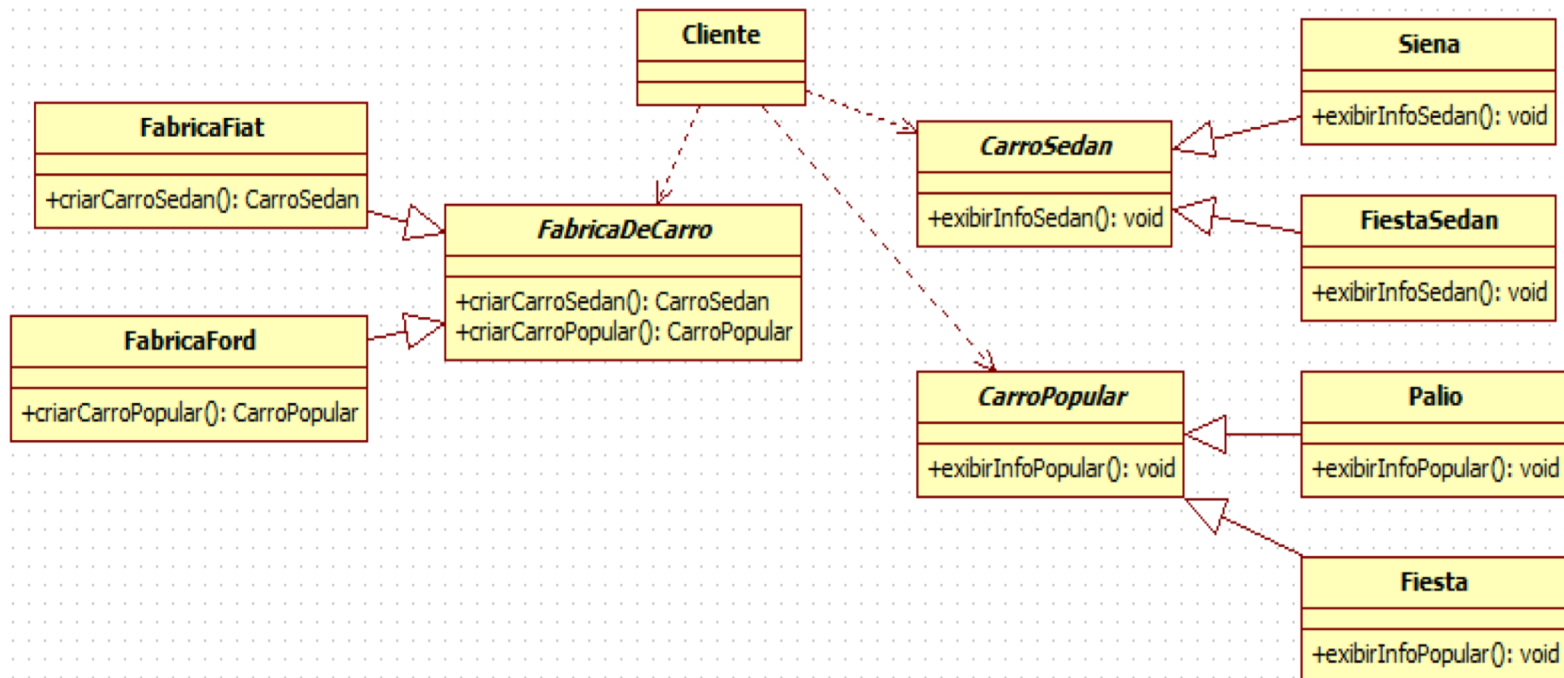 Cliente
FabricaFiat
+criarCarroSedan(): CarroSedan
FabricaFord
+criarCarroPopular(): CarroPopular
FabricaDeCarro
+criarCarroSedan(): CarroSedan
+criarCarroPopular(): CarroPopular
CarroSedan
+exibirInfoSedan(): void
CarroPopular
+exibirInfoPopular(): void
Siena
+exibirInfoSedan(): void
FiestaSedan
+exibirInfoSedan(): void
Palio
+exibirInfoPopular(): void
Fiesta
+exibirInfoPopular(): void